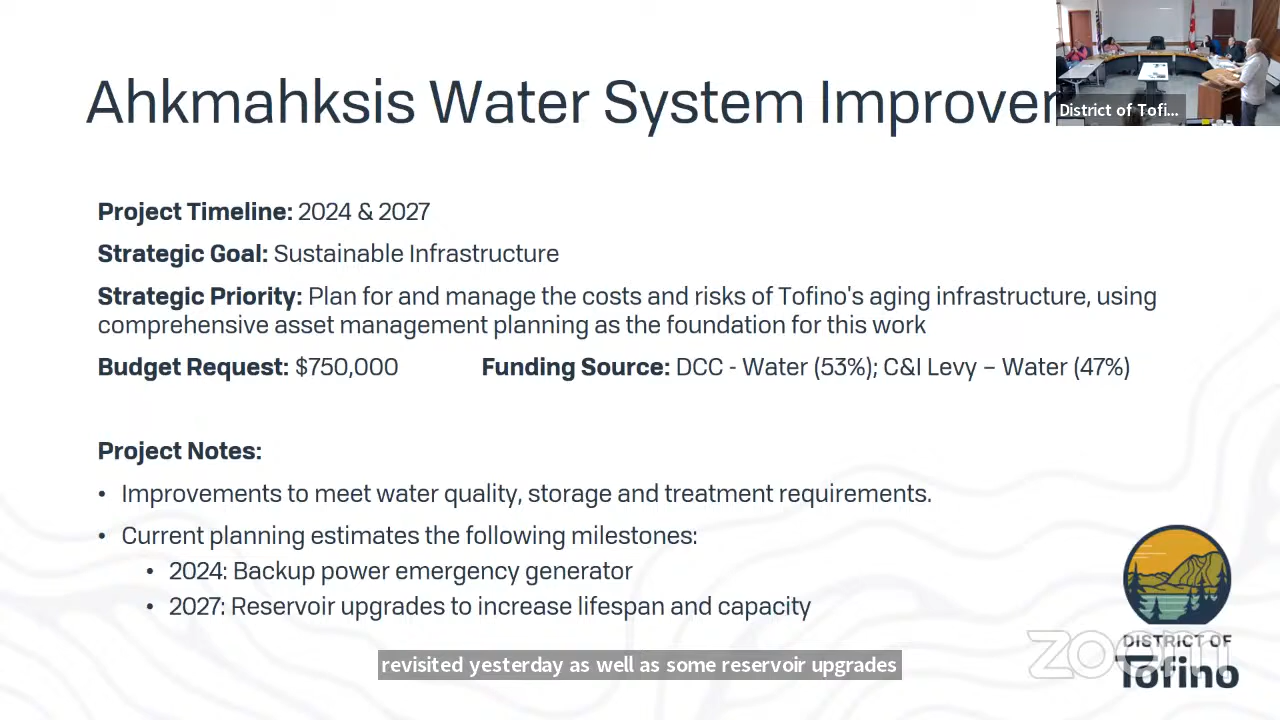 Ahkmahksis Water System Improve
District of Tofi...
Project Timeline: 2024 & 2027
Strategic Goal: Sustainable Infrastructure
Strategic Priority: Plan for and manage the costs and risks of Tofino's aging infrastructure, using
comprehensive asset management planning as the foundation for this work
Budget Request: $750,000 Funding Source: DCC - Water (53%); C&I Levy – Water (47%)
Project Notes:
• Improvements to meet water quality, storage and treatment requirements.
• Current planning estimates the following milestones:
• 2024: Backup power emergency generator
• 2027: Reservoir upgrades to increase lifespan and capacity
revisited yesterday as well as some reservoir upgrades
zoom
DISTRICT OF
Tofino